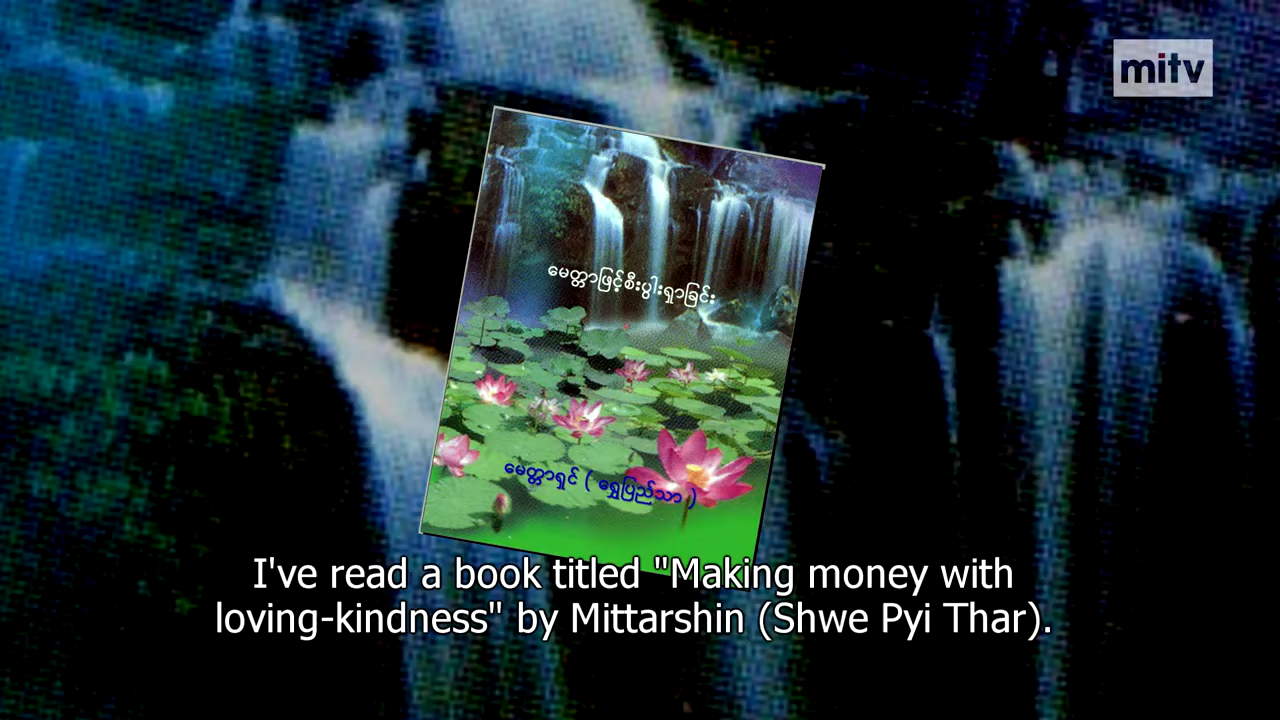 mitv
မေတ္တာဖြင့်စီးပွါးရှာခြင်း
မေတ္တာရှင် ( ရွှေပြည်သာ )
I've read a book titled "Making money with
loving-kindness" by Mittarshin (Shwe Pyi Thar).